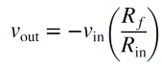 v_out = −v_in (R_f / R_in)